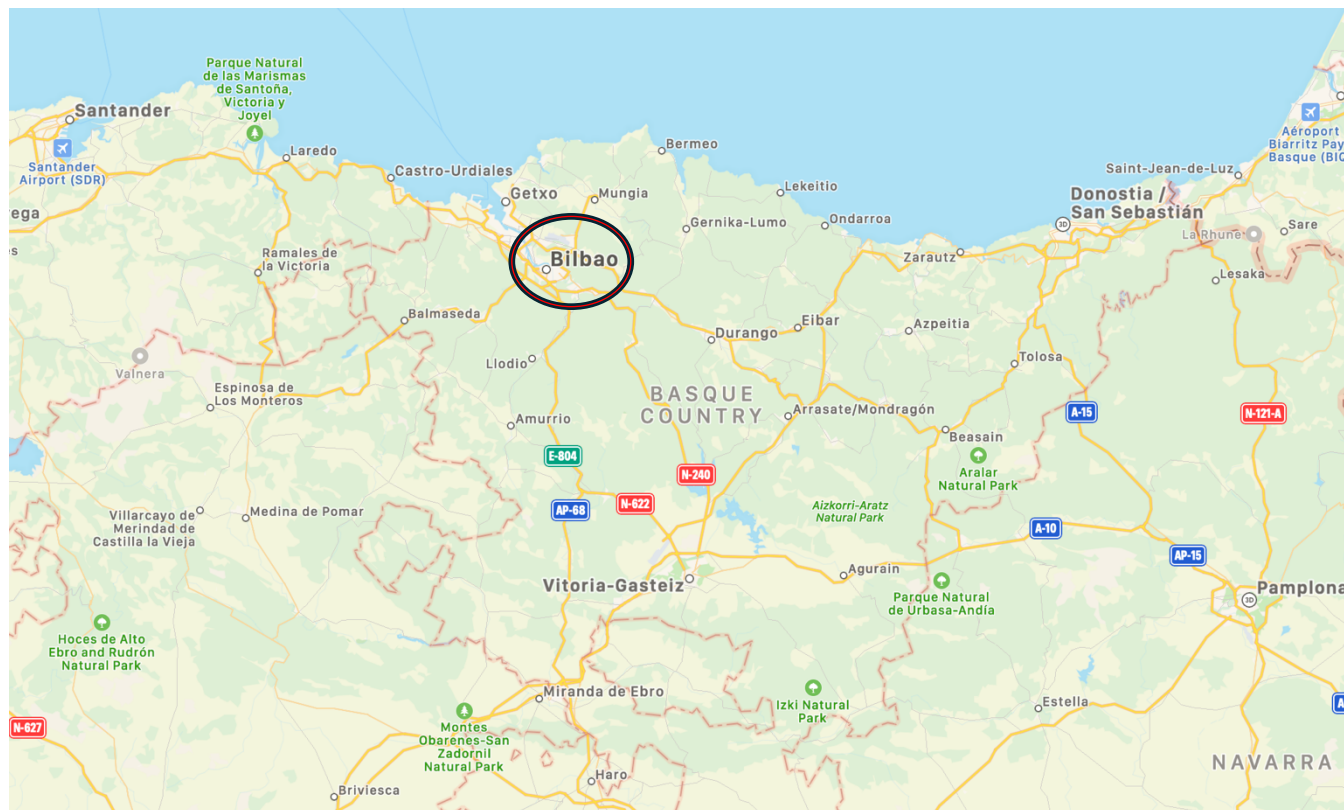 Parque Natural
de las Marismas
de Santoña,
Victoria y
Joyel
Santander
Santander
Airport (SDR)
Laredo
Castro-Urdiales
Getxo
Mungia
Bermeo
Lekeitio
Ondarroa
Gernika-Lumo
Aéroport
Biarritz Pay
Basque (BIQ
Saint-Jean-de-Luz
Donostia /
San Sebastián
3D
La Rhune
Sare
Zarautz
Lesaka
ega
s
Ramales de
la Victoria
Bilbao
Balmaseda
Durango
Eibar
Azpeitia
Tolosa
Valnera
Llodio
Espinosa de
Los Monteros
BASQUE
COUNTRY
Amurrio
Arrasate/Mondragón
A-15
N-121-A
Beasain
E-804
N-240
Aralar
Natural Park
AP-68
N-622
Aizkorri-Aratz
Natural Park
Villarcayo de
Merindad de
Castilla la Vieja
Medina de Pomar
A-10
AP-15
Vitoria-Gasteiz
Agurain
Parque Natural
de Urbasa-Andía
3D
Pamplona
Hoces de Alto
Ebro and Rudrón
Natural Park
Miranda de Ebro
Izki Natural
Park
Estella
A
N-627
Montes
Obarenes-San
Zadornil
Natural Park
NAVARRA
Haro
Briviesca